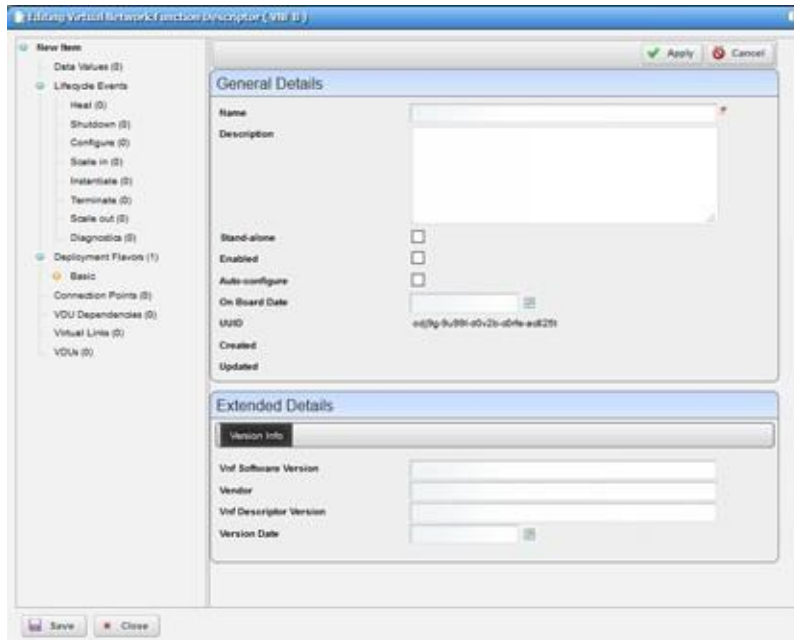 Editing Virtual Network Function Descriptor ( VNFD )
New Item
Data Values (0)
Lifecycle Events
Heal (0)
Shutdown (0)
Configure (0)
Scale in (0)
Instantiate (0)
Terminate (0)
Scale out (0)
Diagnostics (0)
Deployment Flavors (1)
Basic
Connection Points (0)
VDU Dependencies (0)
Virtual Links (0)
VDUs (0)
Apply
Cancel
General Details
Name
*
Description
Stand-alone
Enabled
Auto-configure
On Board Date
UUID
Created
Updated
Extended Details
Version Info
Vnf Software Version
Vendor
Vnf Descriptor Version
Version Date
Save
Close